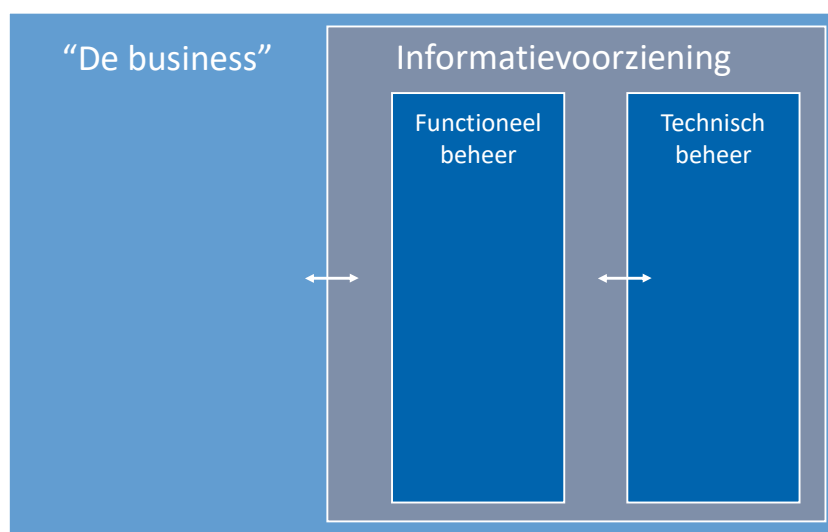 “De business”
Informatievoorziening
Functioneel
beheer
Technisch
beheer